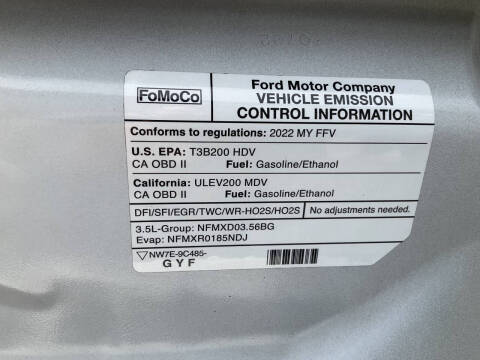 FoMoCo
Ford Motor Company
VEHICLE EMISSION
CONTROL INFORMATION
Conforms to regulations: 2022 MY FFV
U.S. EPA: T3B200 HDV
CA OBD II Fuel: Gasoline/Ethanol
California: ULEV200 MDV
CA OBD II Fuel: Gasoline/Ethanol
DFI/SFI/EGR/TWC/WR-HO2S/HO2S No adjustments needed.
3.5L-Group: NFMXD03.56BG
Evap: NFMXR0185NDJ
NW7E-9C485-
G Y F